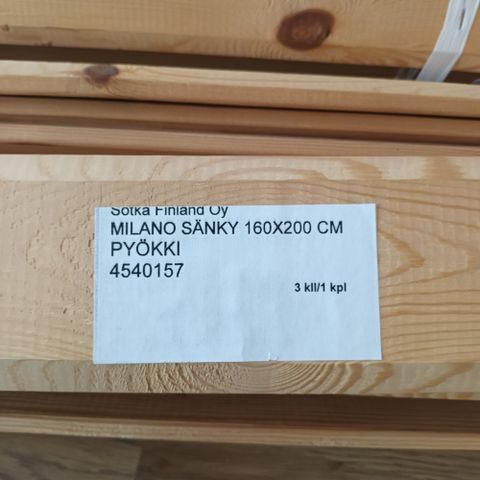 Sotka Finland Oy
MILANO SÄNKY 160X200 CM
PYÖKKI
4540157
3 kll/1 kpl